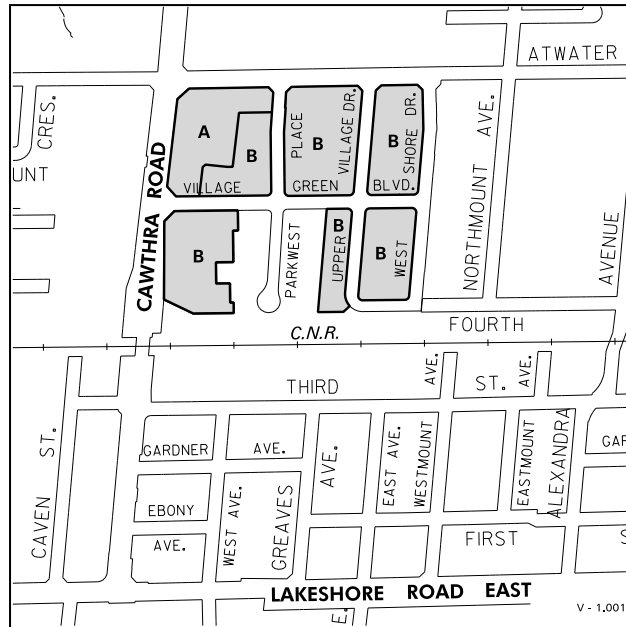 ATWATER
CRES.
UNT
CAWTHRA ROAD
A
B
PLACE
B
VILLAGE DR.
B
SHORE DR.
NORTHMOUNT AVE.
VILLAGE GREEN BLVD.
B
PARKWEST
B
UPPER
B
WEST
AVENUE
C.N.R.
FOURTH
THIRD ST.
AVE.
AVE.
CAVEN ST.
GARDNER AVE.
AVE.
EAST AVE.
WESTMOUNT
EASTMOUNT
ALEXANDRA
GAR
EBONY
AVE.
WEST AVE.
GREAVES
FIRST
S
LAKESHORE ROAD EAST
E.
V - 1.001